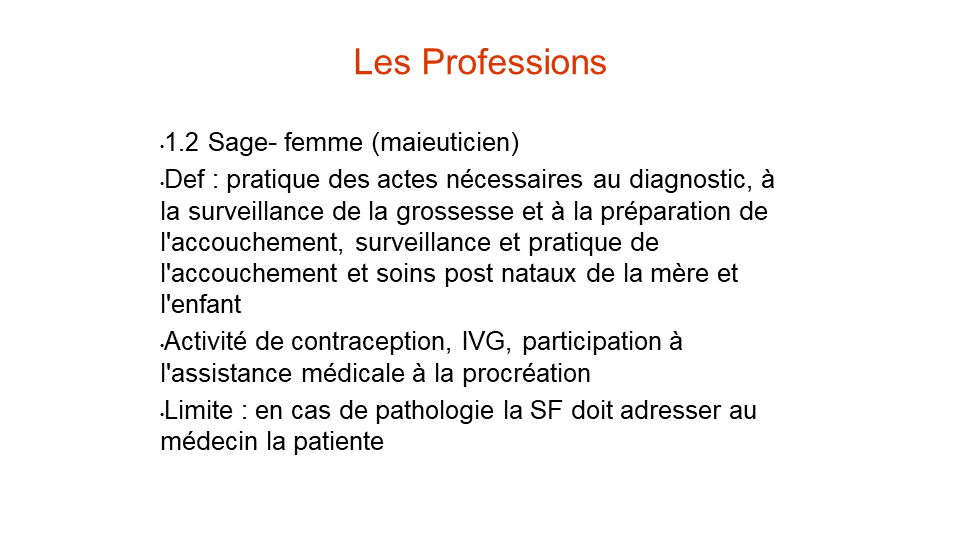 Les Professions
•1.2 Sage- femme (maieuticien)
•Def : pratique des actes nécessaires au diagnostic, à
la surveillance de la grossesse et à la préparation de
l'accouchement, surveillance et pratique de
l'accouchement et soins post nataux de la mère et
l'enfant
•Activité de contraception, IVG, participation à
l'assistance médicale à la procréation
•Limite : en cas de pathologie la SF doit adresser au
médecin la patiente